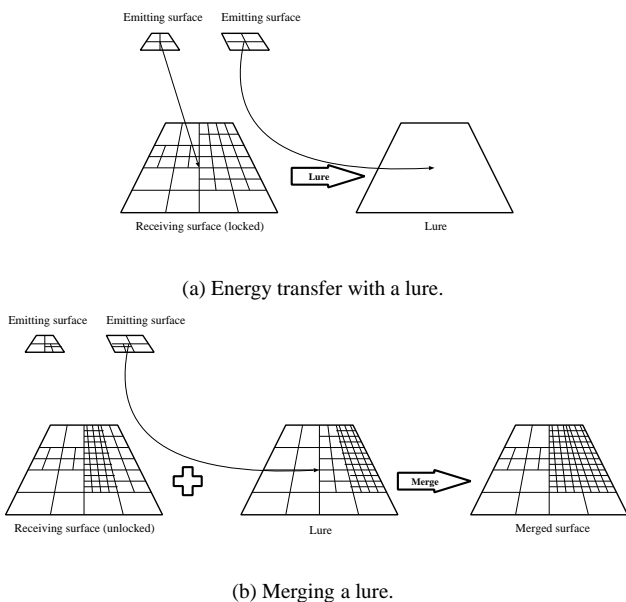 Emitting surface Emitting surface
Lure
Receiving surface (locked) Lure
(a) Energy transfer with a lure.
Emitting surface Emitting surface
Merge
Receiving surface (unlocked) Lure Merged surface
(b) Merging a lure.